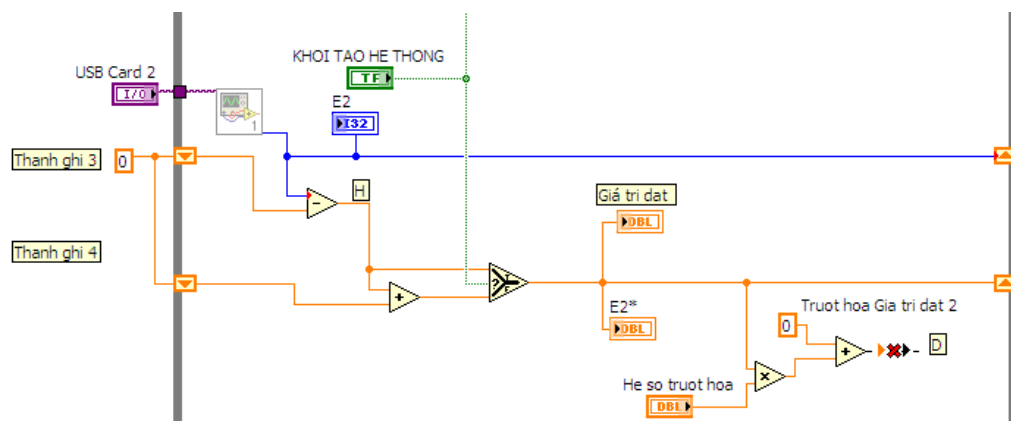 KHOI TAO HE THONG
TF
USB Card 2
I/O
1
E2
I32
Thanh ghi 3
0
H
Giá tri dat
DBL
Thanh ghi 4
?
T
F
E2*
DBL
Truot hoa Gia tri dat 2
0
D
He so truot hoa
DBL